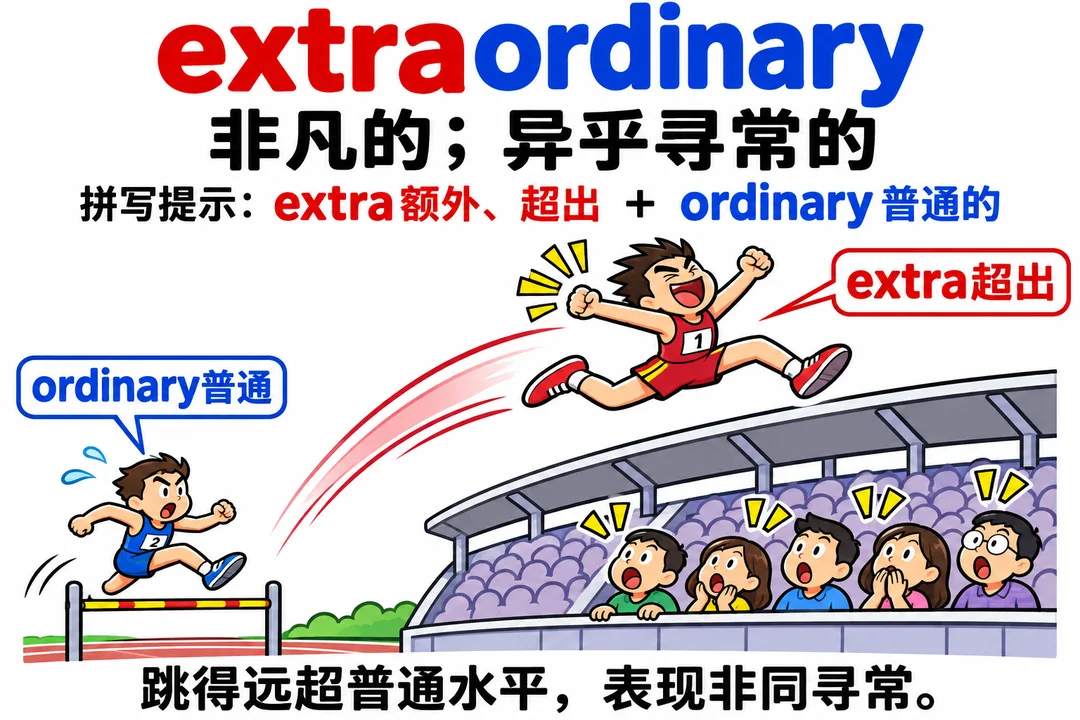 extraordinary
非凡的；异乎寻常的
拼写提示：extra 额外、超出 + ordinary 普通的
extra超出
ordinary普通
1
2
跳得远超普通水平，表现非同寻常。